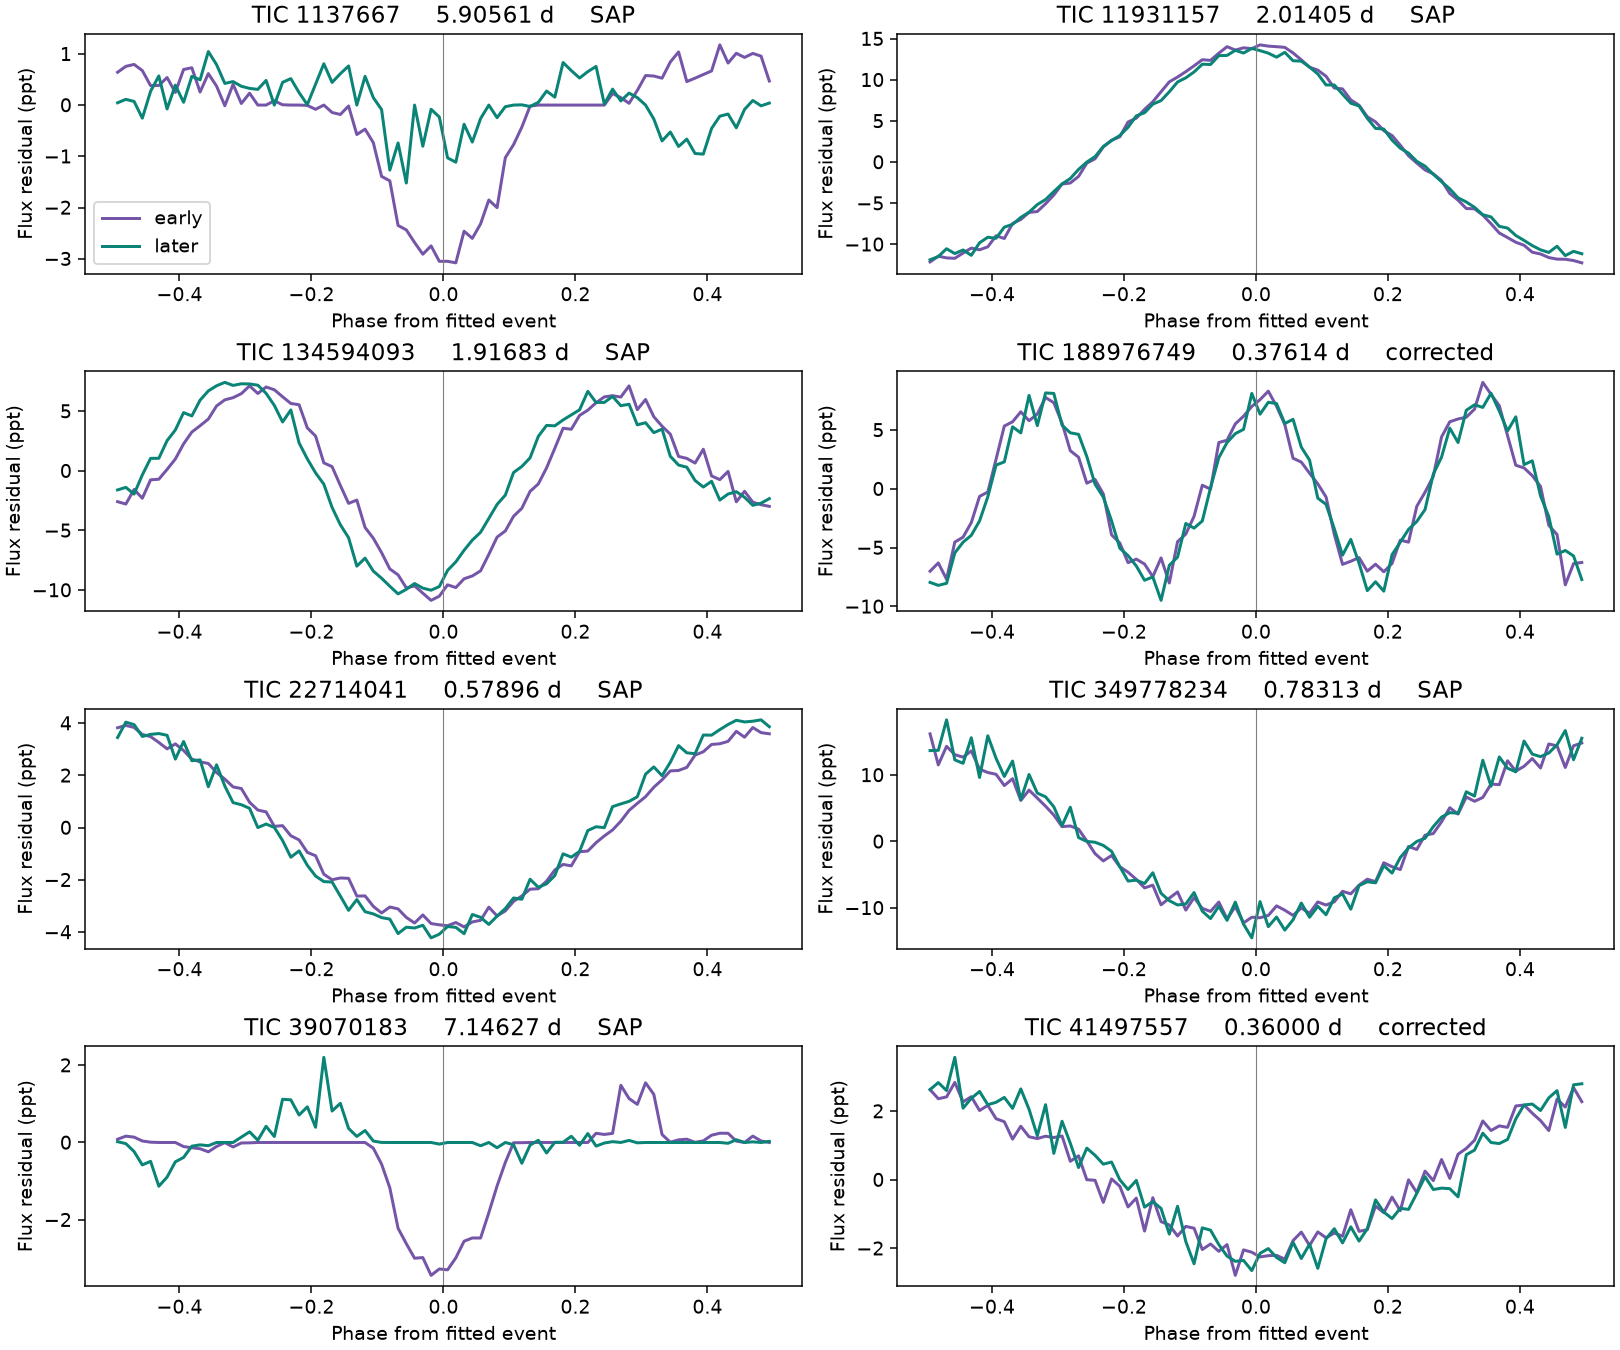 TIC 1137667 5.90561 d SAP
Flux residual (ppt)
1
0
−1
−2
−3
early
later
−0.4 −0.2 0.0 0.2 0.4
Phase from fitted event
TIC 11931157 2.01405 d SAP
Flux residual (ppt)
15
10
5
0
−5
−10
−0.4 −0.2 0.0 0.2 0.4
Phase from fitted event
TIC 134594093 1.91683 d SAP
Flux residual (ppt)
5
0
−5
−10
−0.4 −0.2 0.0 0.2 0.4
Phase from fitted event
TIC 188976749 0.37614 d corrected
Flux residual (ppt)
5
0
−5
−10
−0.4 −0.2 0.0 0.2 0.4
Phase from fitted event
TIC 22714041 0.57896 d SAP
Flux residual (ppt)
4
2
0
−2
−4
−0.4 −0.2 0.0 0.2 0.4
Phase from fitted event
TIC 349778234 0.78313 d SAP
Flux residual (ppt)
10
0
−10
−0.4 −0.2 0.0 0.2 0.4
Phase from fitted event
TIC 39070183 7.14627 d SAP
Flux residual (ppt)
2
0
−2
−0.4 −0.2 0.0 0.2 0.4
Phase from fitted event
TIC 41497557 0.36000 d corrected
Flux residual (ppt)
2
0
−2
−0.4 −0.2 0.0 0.2 0.4
Phase from fitted event